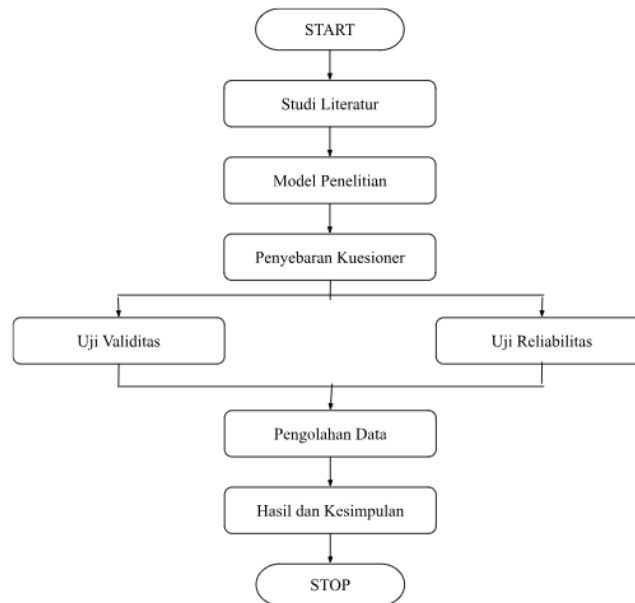 START
Studi Literatur
Model Penelitian
Penyebaran Kuesioner
Uji Validitas
Uji Reliabilitas
Pengolahan Data
Hasil dan Kesimpulan
STOP